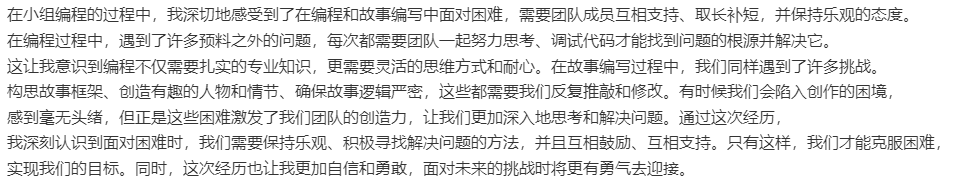 在小组编程的过程中，我深切地感受到了在编程和故事编写中面对困难，需要团队成员互相支持、取长补短，并保持乐观的态度。
在编程过程中，遇到了许多预料之外的问题，每次都需要团队一起努力思考、调试代码才能找到问题的根源并解决它。
这让我意识到编程不仅需要扎实的专业知识，更需要灵活的思维方式和耐心。在故事编写过程中，我们同样遇到了许多挑战。
构思故事框架、创造有趣的人物和情节、确保故事逻辑严密，这些都需要我们反复推敲和修改。有时候我们会陷入创作的困境，
感到毫无头绪，但正是这些困难激发了我们团队的创造力，让我们更加深入地思考和解决问题。通过这次经历，
我深刻认识到面对困难时，我们需要保持乐观、积极寻找解决问题的方法，并且互相鼓励、互相支持。只有这样，我们才能克服困难，
实现我们的目标。同时，这次经历也让我更加自信和勇敢，面对未来的挑战时将更有勇气去迎接。